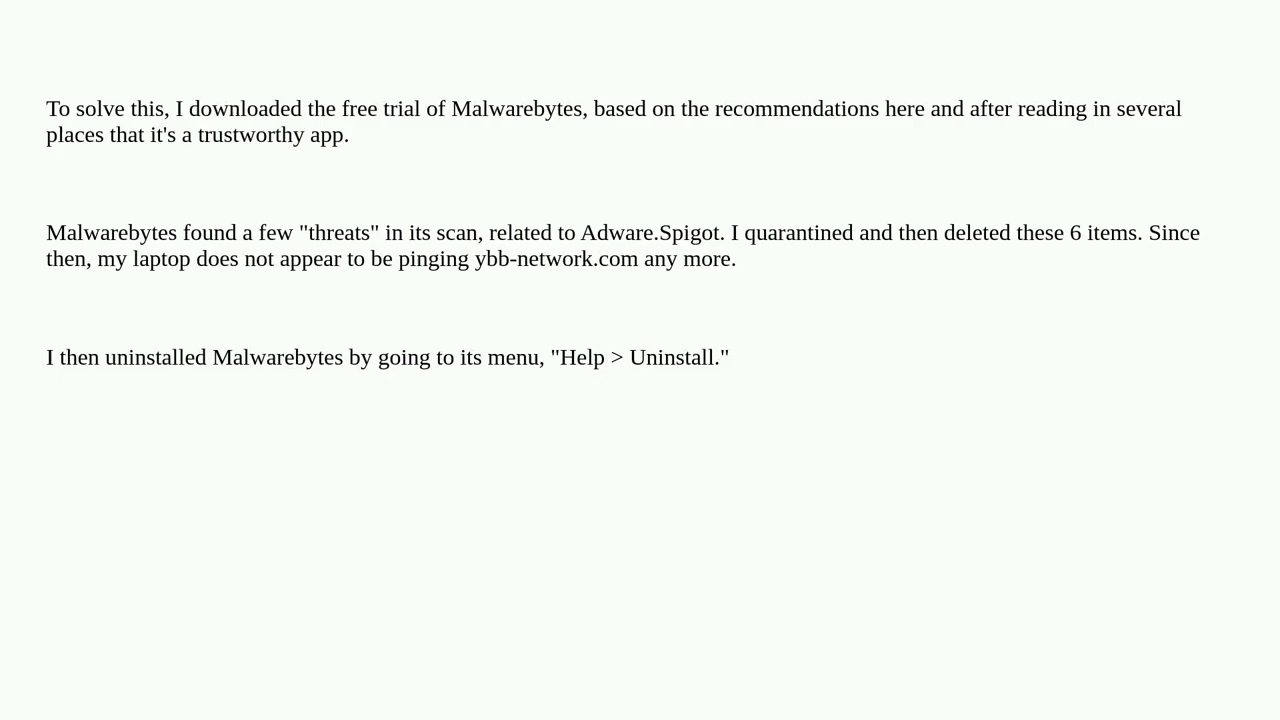 To solve this, I downloaded the free trial of Malwarebytes, based on the recommendations here and after reading in several
places that it's a trustworthy app.
Malwarebytes found a few "threats" in its scan, related to Adware.Spigot. I quarantined and then deleted these 6 items. Since
then, my laptop does not appear to be pinging ybb-network.com any more.
I then uninstalled Malwarebytes by going to its menu, "Help > Uninstall."